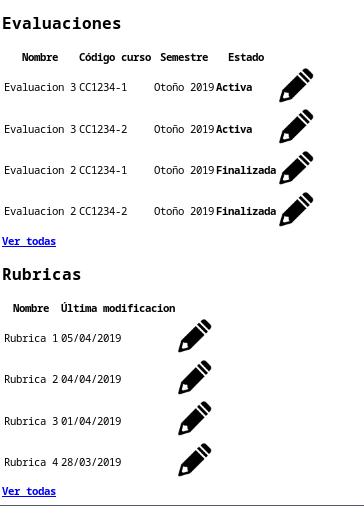 Evaluaciones
Nombre Código curso Semestre Estado
Evaluacion 3 CC1234-1 Otoño 2019 Activa
Evaluacion 3 CC1234-2 Otoño 2019 Activa
Evaluacion 2 CC1234-1 Otoño 2019 Finalizada
Evaluacion 2 CC1234-2 Otoño 2019 Finalizada
Ver todas
Rubricas
Nombre Última modificacion
Rubrica 1 05/04/2019
Rubrica 2 04/04/2019
Rubrica 3 01/04/2019
Rubrica 4 28/03/2019
Ver todas